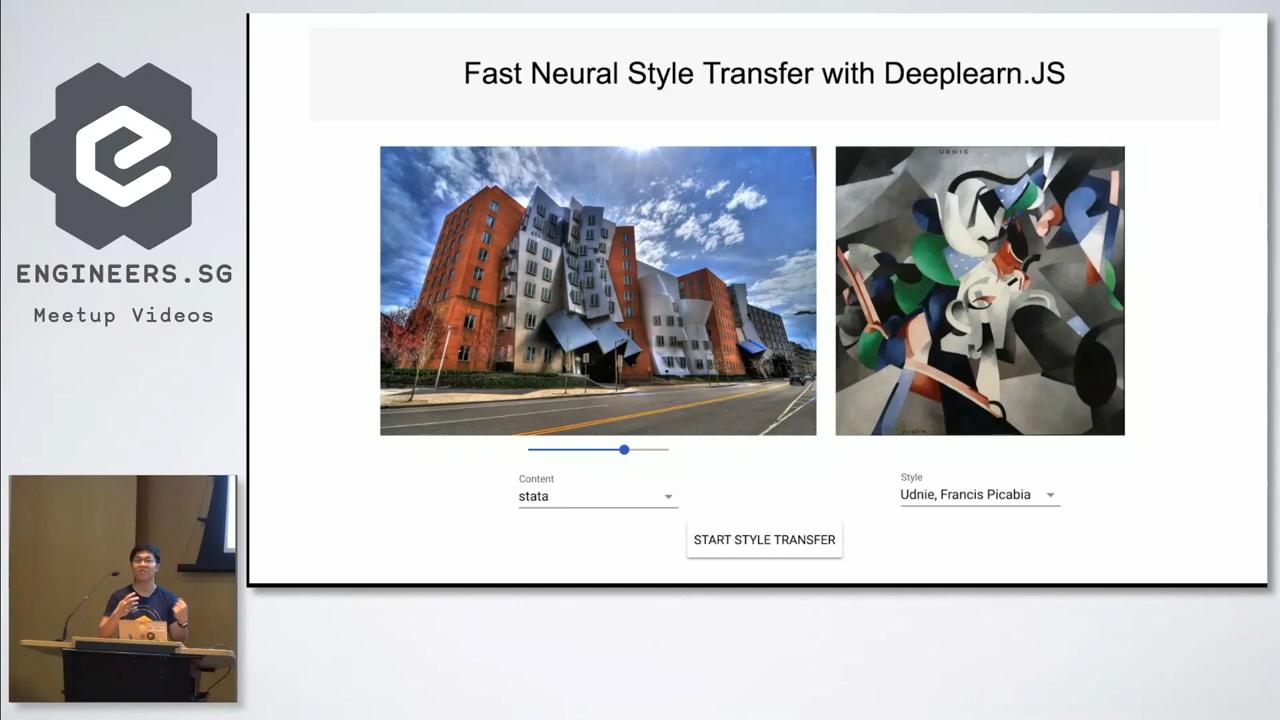 Fast Neural Style Transfer with Deeplearn.JS
ENGINEERS.SG
Meetup Videos
UDNIE
Content
stata
Style
Udnie, Francis Picabia
START STYLE TRANSFER